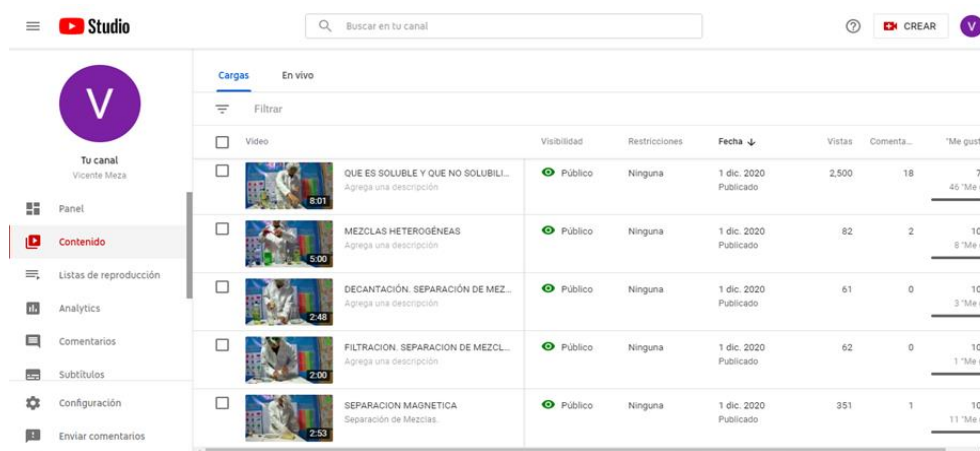 Studio
Buscar en tu canal
CREAR
V
V
Tu canal
Vicente Meza
Panel
Contenido
Listas de reproducción
Analytics
Comentarios
Subtítulos
Configuración
Enviar comentarios
Cargas En vivo
Filtrar
Video Visibilidad Restricciones Fecha Vistas Comenta... "Me gust
8:01 QUE ES SOLUBLE Y QUE NO SOLUBILI... Público Ninguna 1 dic. 2020 2,500 18
Agrega una descripción Publicado 46 "Me
5:00 MEZCLAS HETEROGÉNEAS Público Ninguna 1 dic. 2020 82 2 10
Agrega una descripción Publicado 8 "Me
2:48 DECANTACIÓN. SEPARACIÓN DE MEZ... Público Ninguna 1 dic. 2020 61 0 10
Agrega una descripción Publicado 3 "Me
2:00 FILTRACION. SEPARACION DE MEZCL... Público Ninguna 1 dic. 2020 62 0 10
Agrega una descripción Publicado 1 "Me
2:53 SEPARACION MAGNETICA Público Ninguna 1 dic. 2020 351 1 10
Separación de Mezclas. Publicado 11 "Me